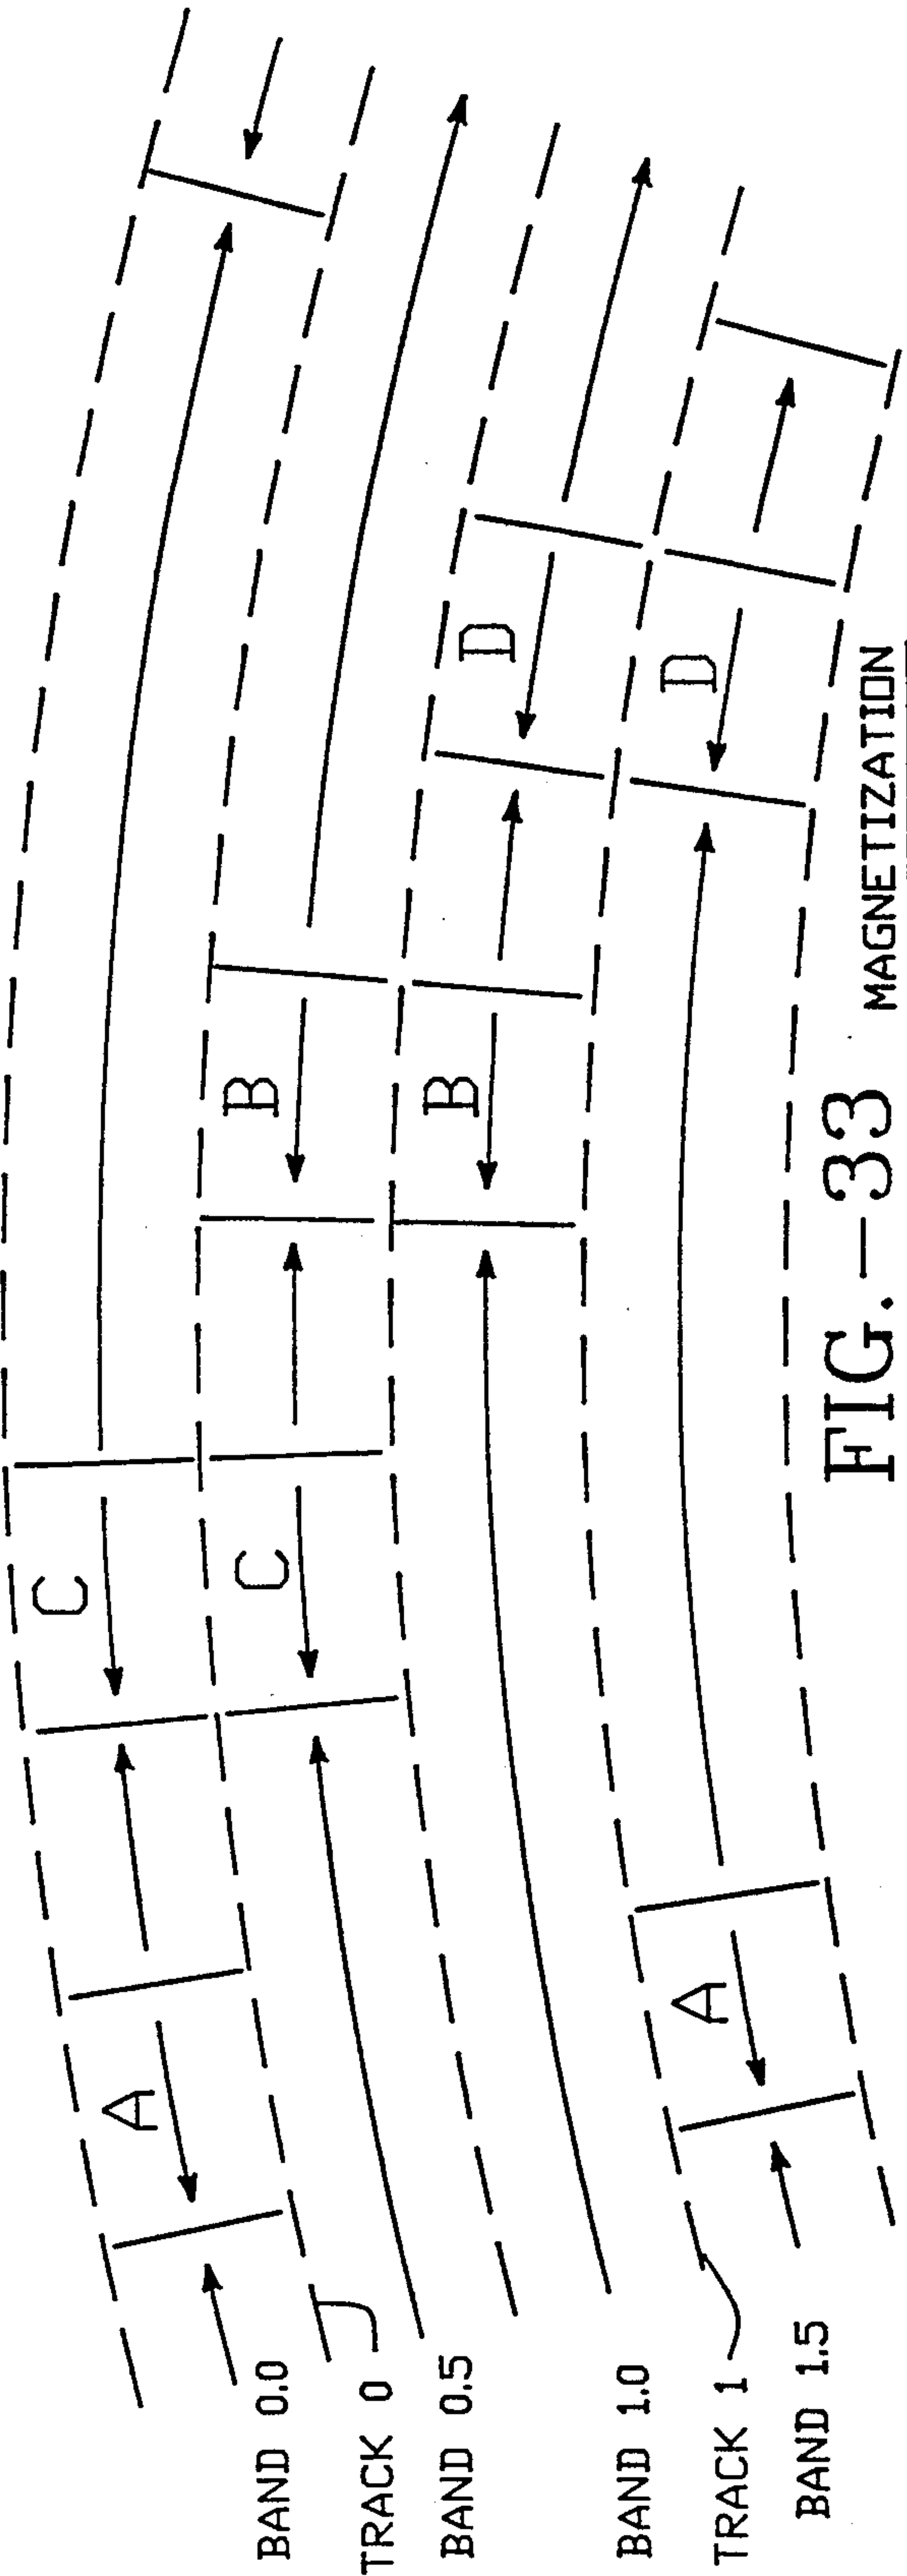 C
D
A
B
C
B
D
A
BAND 0.0
TRACK 0
BAND 0.5
BAND 1.0
TRACK 1
BAND 1.5
FIG.-33
MAGNETIZATION